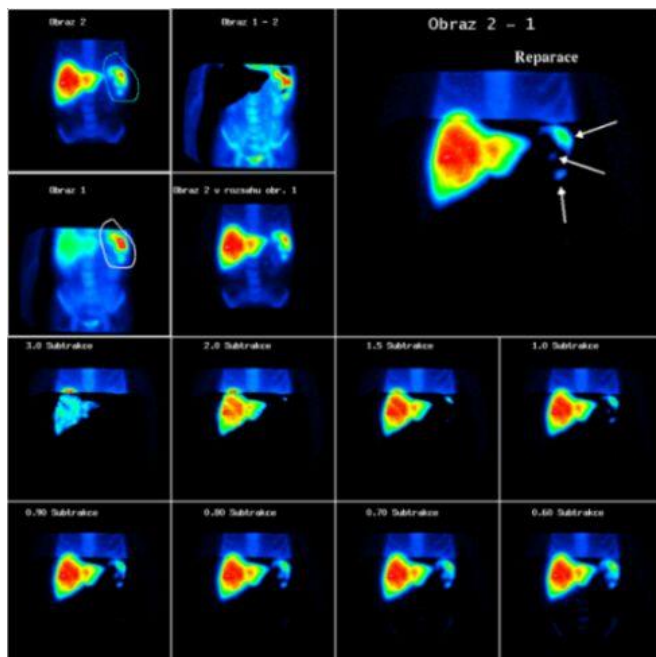 Obraz 2
Obraz 1 - 2
Obraz 2 - 1
Reparace
Obraz 1
Obraz 2 v rozsahu obr. 1
3.0 Subtrakce
2.0 Subtrakce
1.5 Subtrakce
1.0 Subtrakce
0.90 Subtrakce
0.80 Subtrakce
0.70 Subtrakce
0.60 Subtrakce